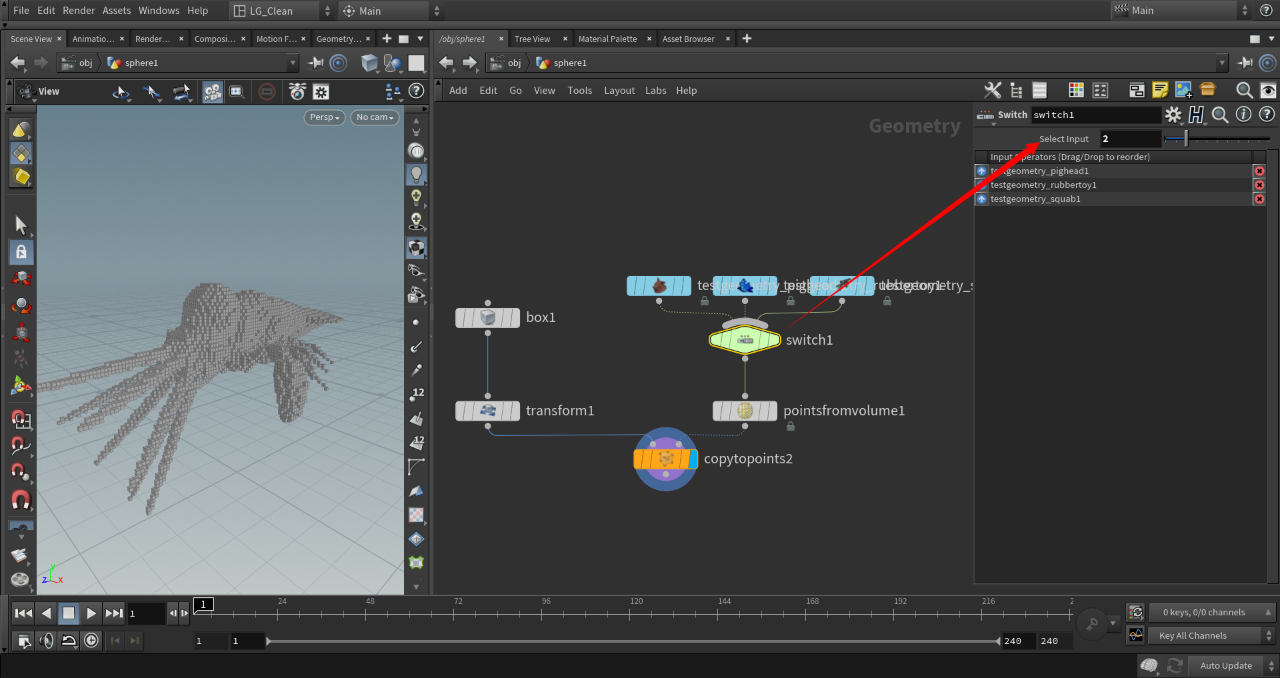 File Edit Render Assets Windows Help LG_Clean Main Main
Scene View Animatio... Render... Composi... Motion F... Geometry...
/obj/sphere1 Tree View Material Palette Asset Browser
obj sphere1
obj sphere1
View
Add Edit Go View Tools Layout Labs Help
Persp No cam
Geometry
Switch switch1
Select Input 2
Input Operators (Drag/Drop to reorder)
testgeometry_pighead1
testgeometry_rubbertoy1
testgeometry_squab1
box1
switch1
transform1
pointsfromvolume1
copytopoints2
12
12
z y x
1
1 24 48 72 96 120 144 168 192 216 2
0 keys, 0/0 channels
1 1 240 240
Key All Channels
Auto Update